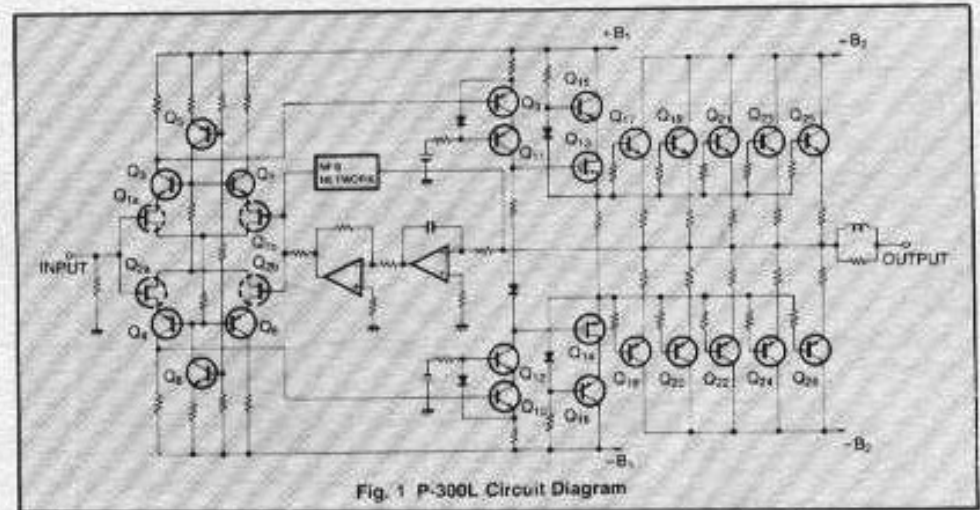 +B₁
-B₂
Q₁₅
Q₉
Q₁₇
Q₁₉
Q₂₁
Q₂₃
Q₂₅
Q₅
Q₁₁
Q₁₃
Q₃
Q₇
NFB
NETWORK
Q₁ₐ
Q₁b
INPUT
OUTPUT
Q₂ₐ
Q₂b
Q₄
Q₆
Q₁₄
Q₁₂
Q₁₈
Q₂₀
Q₂₂
Q₂₄
Q₂₆
Q₈
Q₁₀
Q₁₆
-B₁
-B₂
Fig. 1 P-300L Circuit Diagram